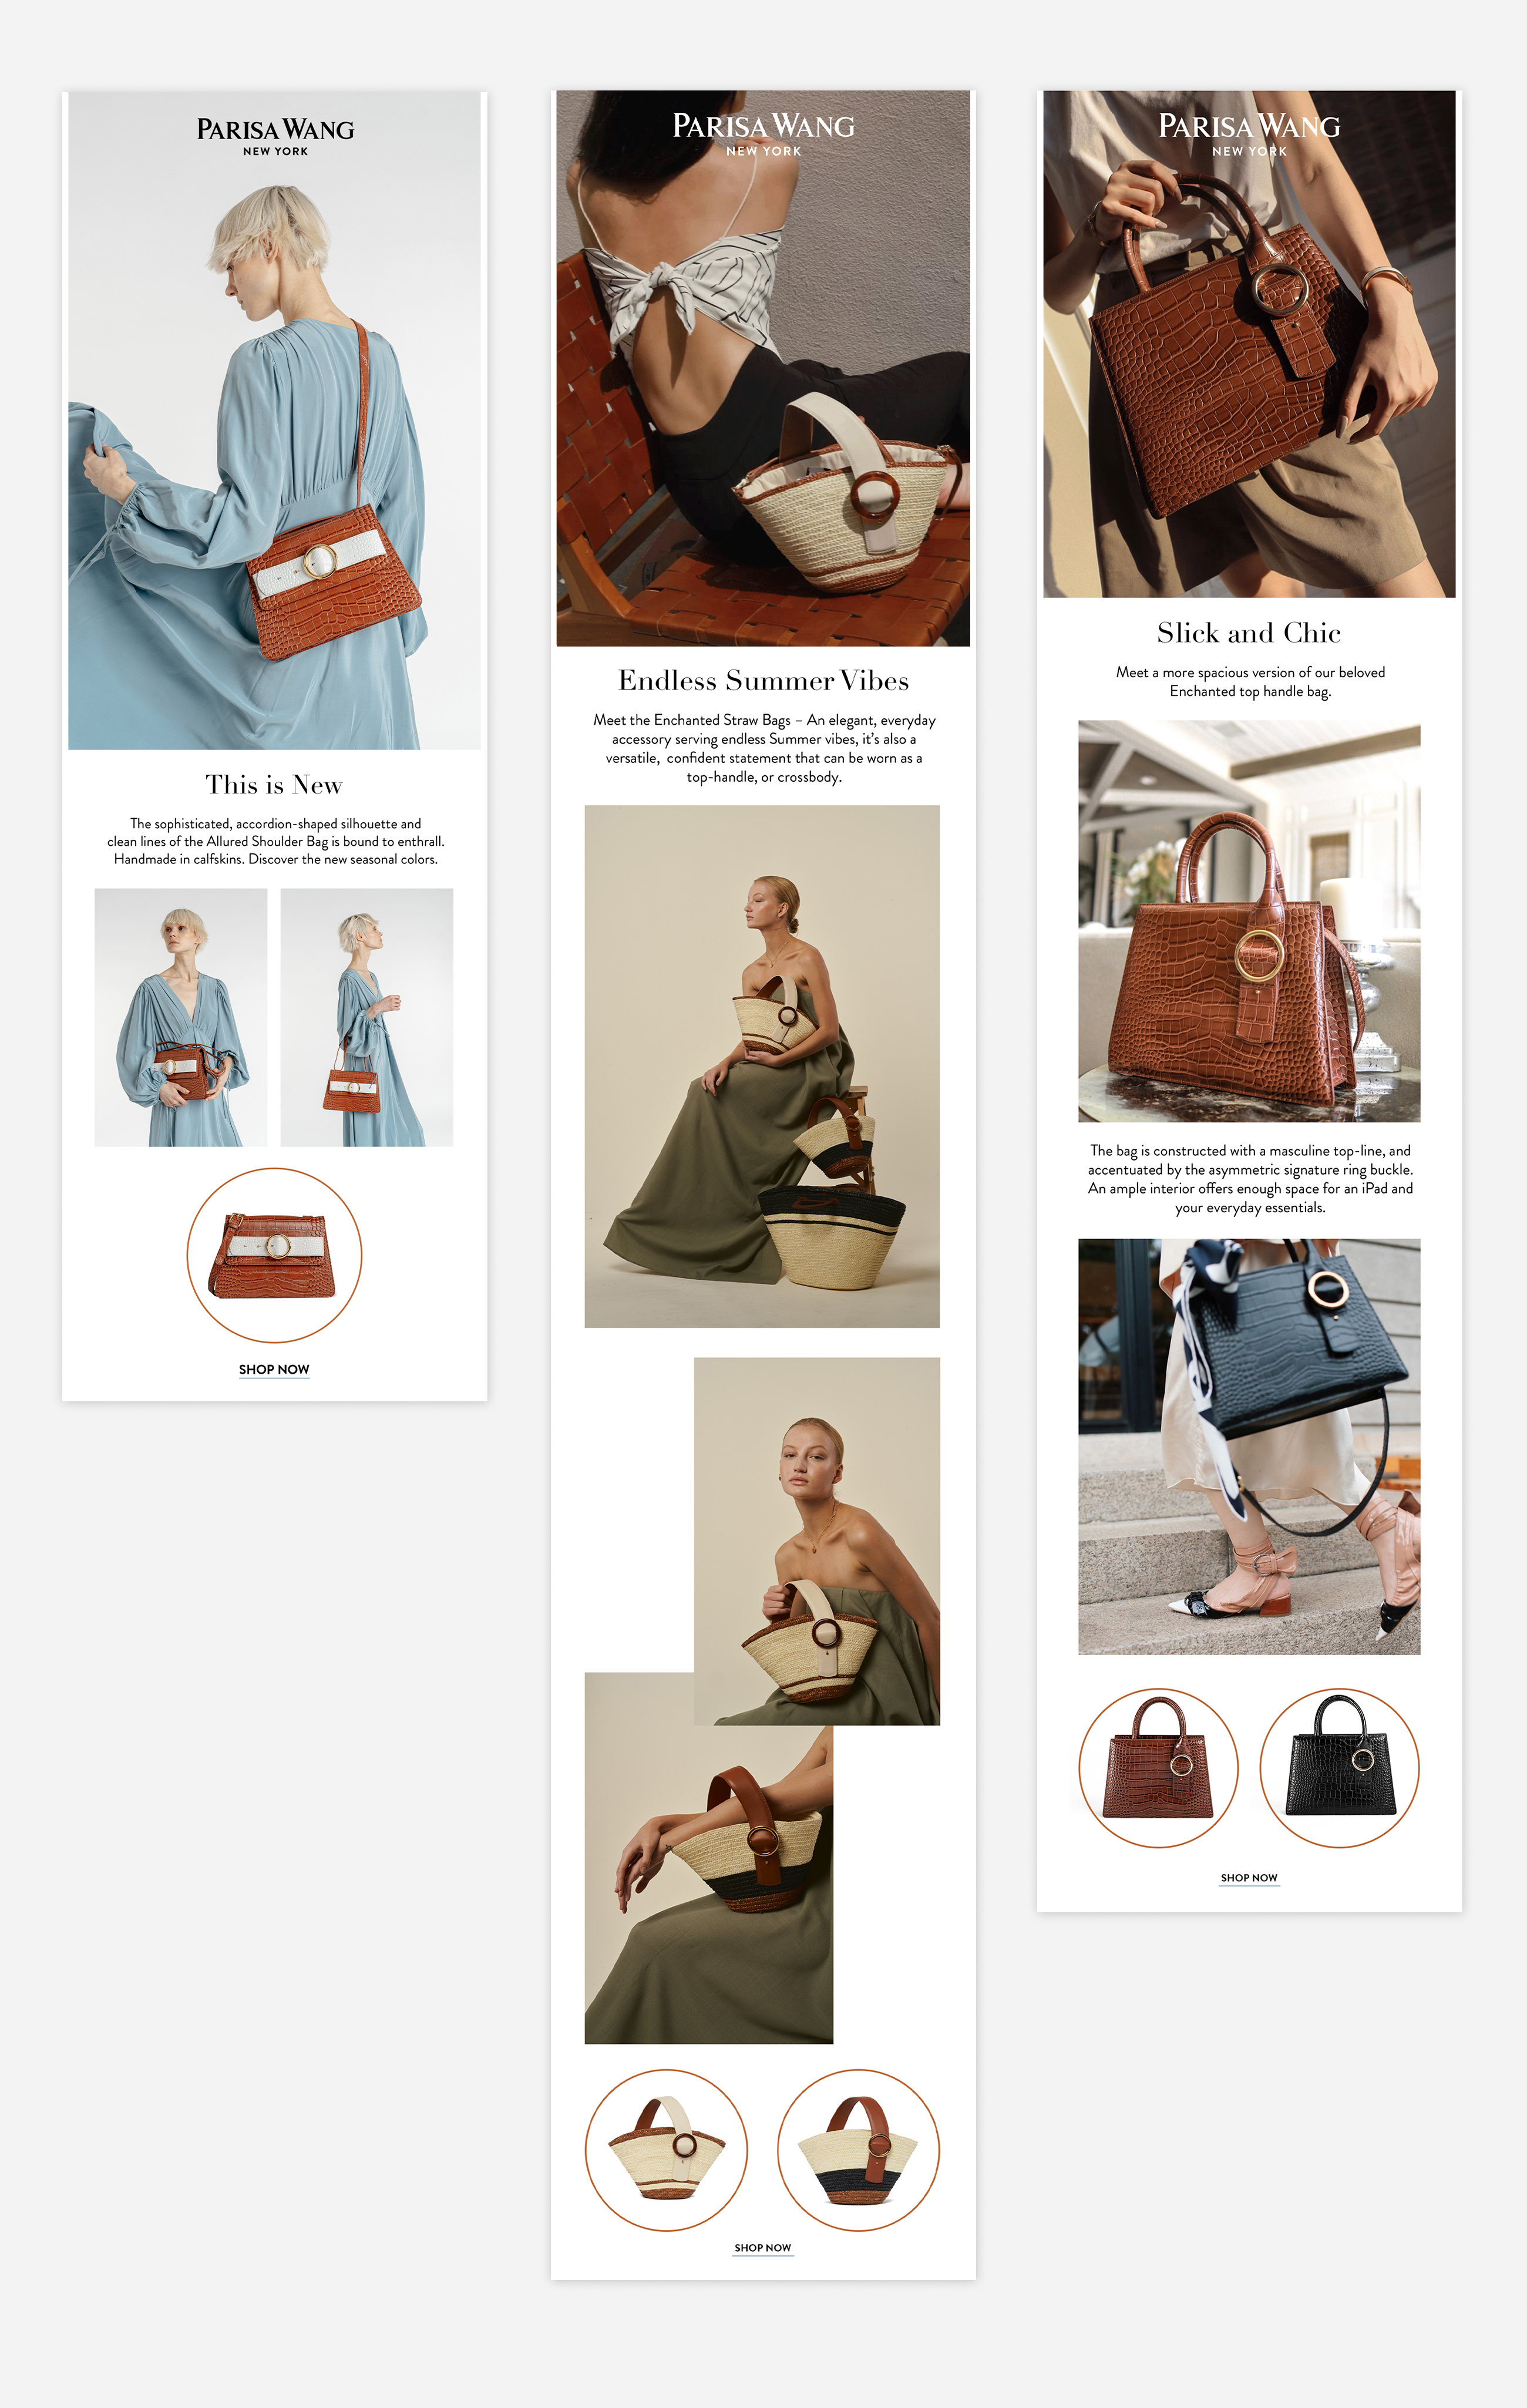 PARISA WANG
NEW YORK
This is New
The sophisticated, accordion-shaped silhouette and
clean lines of the Allured Shoulder Bag is bound to enthrall.
Handmade in calfskins. Discover the new seasonal colors.
SHOP NOW
PARISA WANG
NEW YORK
Endless Summer Vibes
Meet the Enchanted Straw Bags – An elegant, everyday
accessory serving endless Summer vibes, it's also a
versatile, confident statement that can be worn as a
top-handle, or crossbody.
SHOP NOW
PARISA WANG
NEW YORK
Slick and Chic
Meet a more spacious version of our beloved
Enchanted top handle bag.
The bag is constructed with a masculine top-line, and
accentuated by the asymmetric signature ring buckle.
An ample interior offers enough space for an iPad and
your everyday essentials.
SHOP NOW